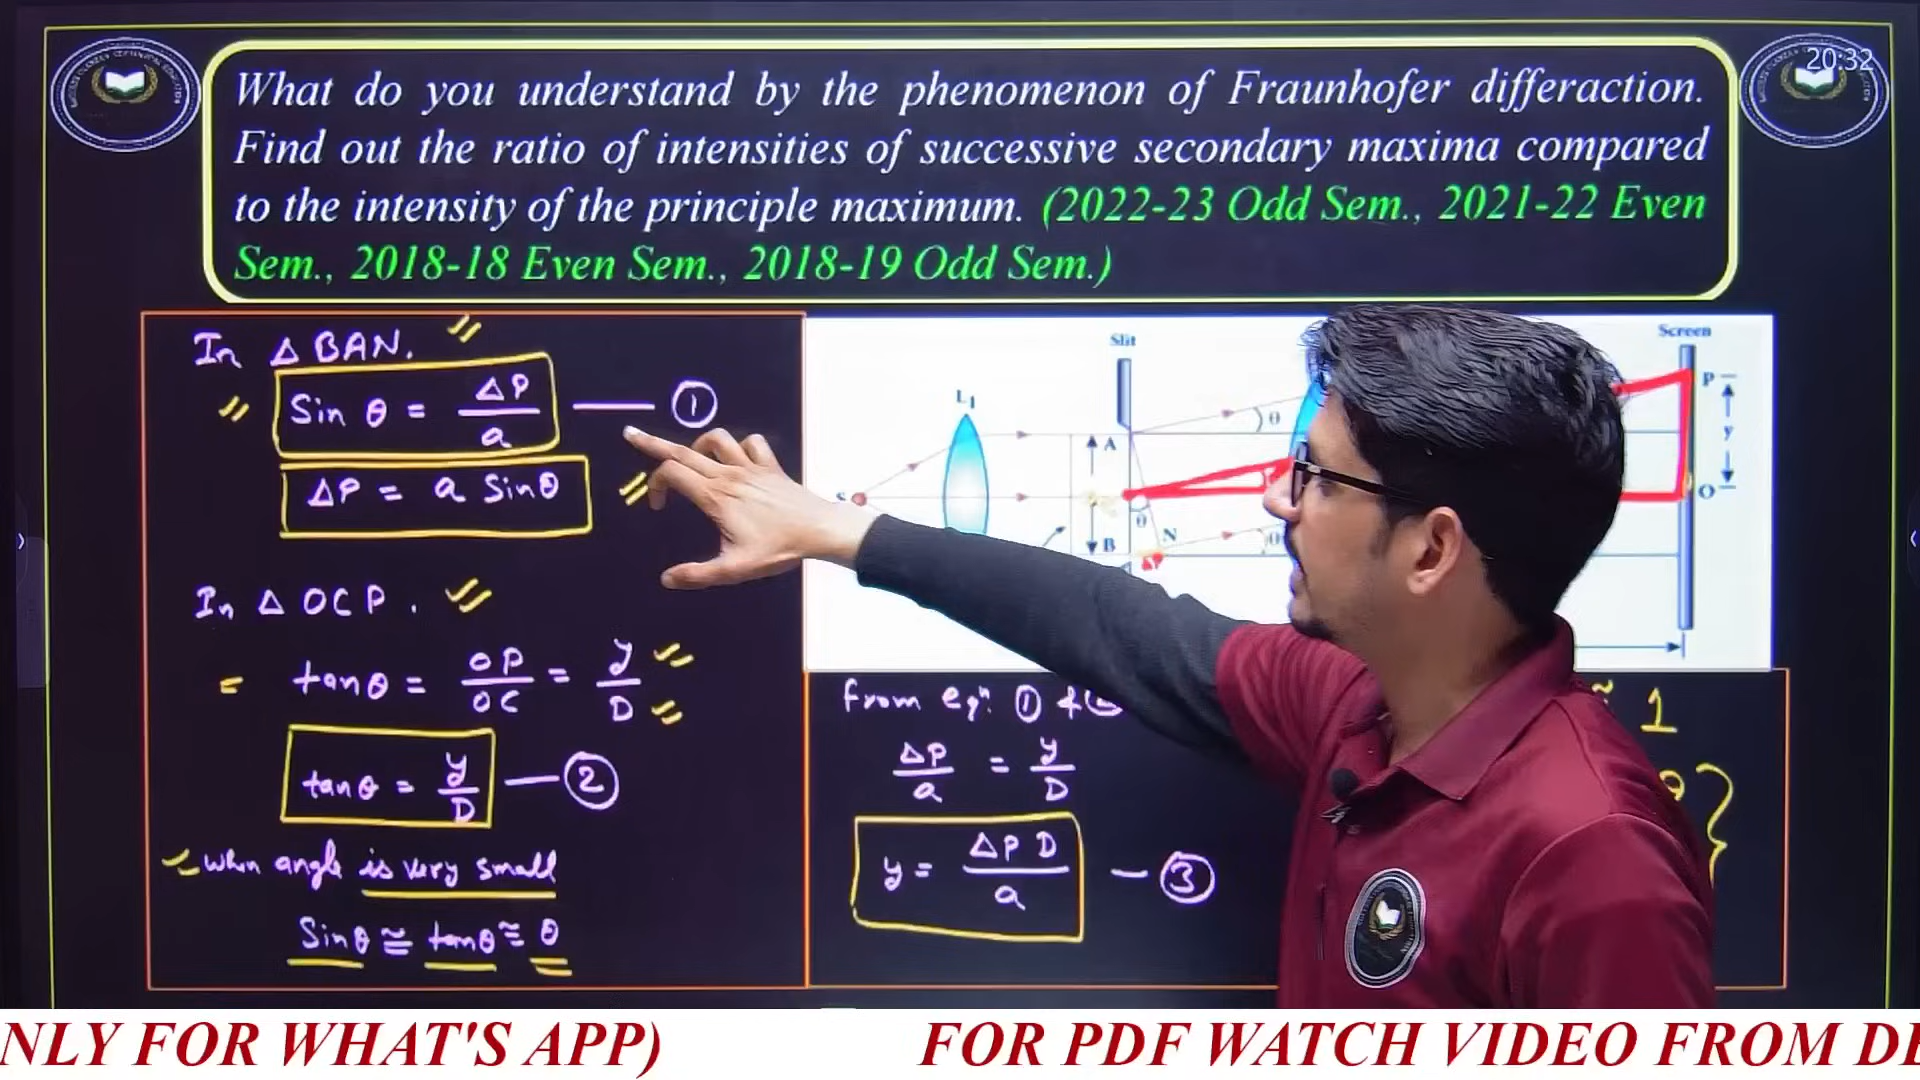 20:32
What do you understand by the phenomenon of Fraunhofer differaction.
Find out the ratio of intensities of successive secondary maxima compared
to the intensity of the principle maximum. (2022-23 Odd Sem., 2021-22 Even
Sem., 2018-18 Even Sem., 2018-19 Odd Sem.)
In Δ BAN.
Sin θ = ΔP/a — ①
ΔP = a Sinθ
In Δ OCP.
tanθ = OP/OC = y/D
tanθ = y/D — ②
when angle is very small
Sinθ ≅ tanθ ≅ θ
Slit
Screen
L1
P
θ
A
y
S
O
θ
N
B
θ
ΔP
from eqn. ① &
≈ 1
ΔP/a = y/D
θ }
y = ΔP D/a — ③
NLY FOR WHAT'S APP) FOR PDF WATCH VIDEO FROM